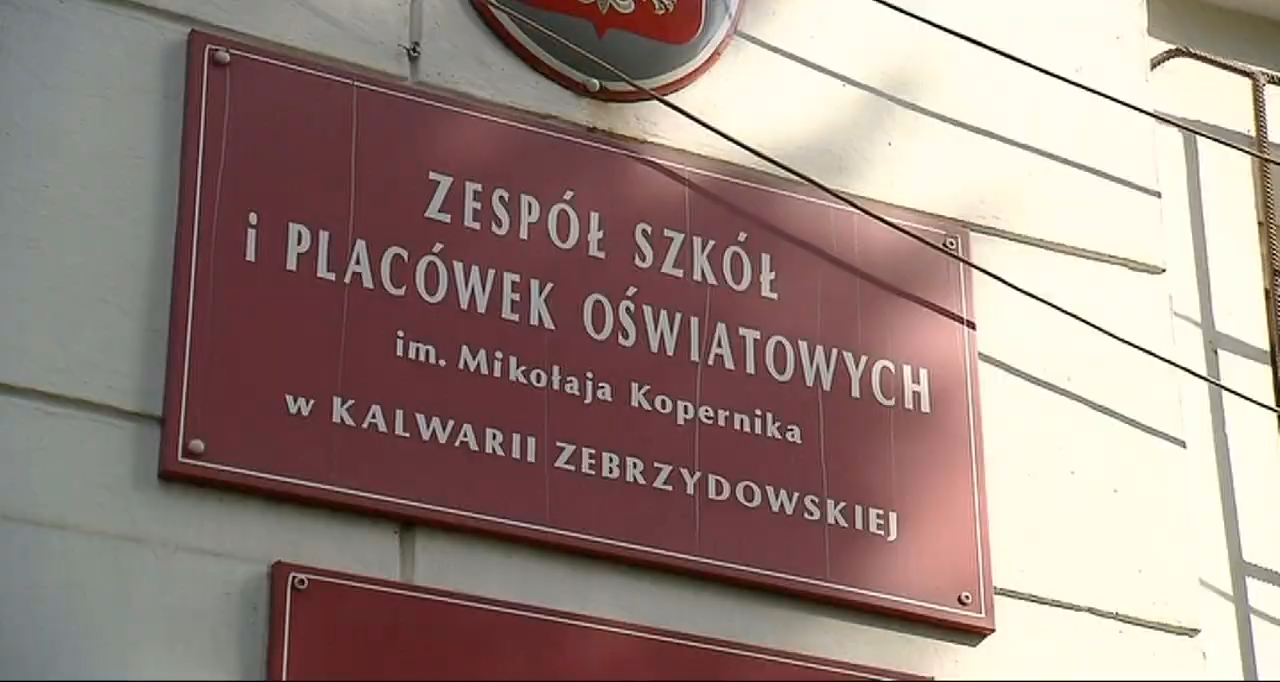 ZESPÓŁ SZKÓŁ
i PLACÓWEK OŚWIATOWYCH
im. Mikołaja Kopernika
w KALWARII ZEBRZYDOWSKIEJ